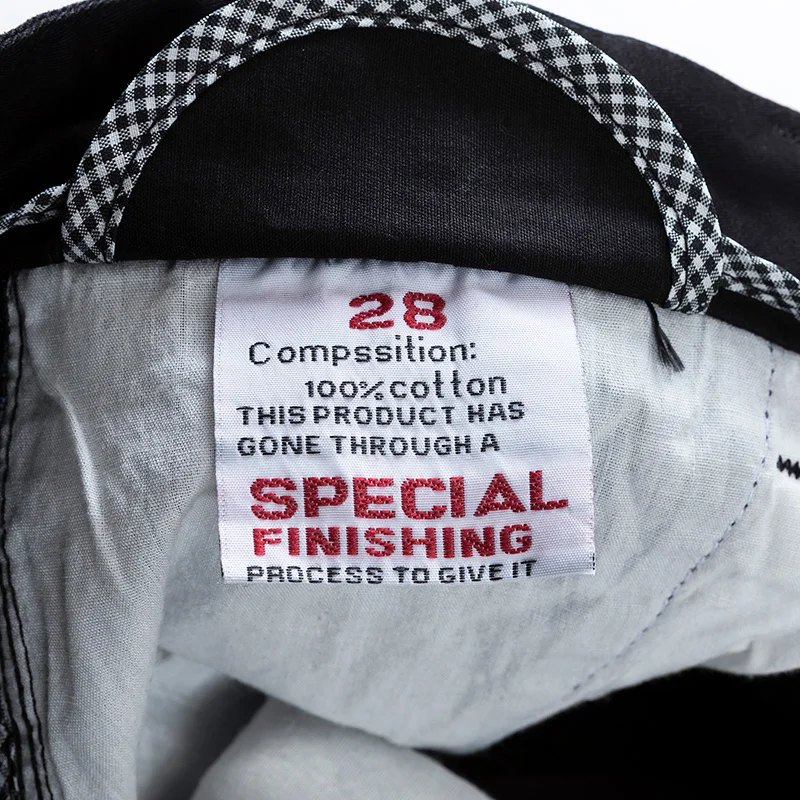 28
Compssition:
100%cotton
THIS PRODUCT HAS
GONE THROUGH A
SPECIAL
FINISHING
PROCESS TO GIVE IT